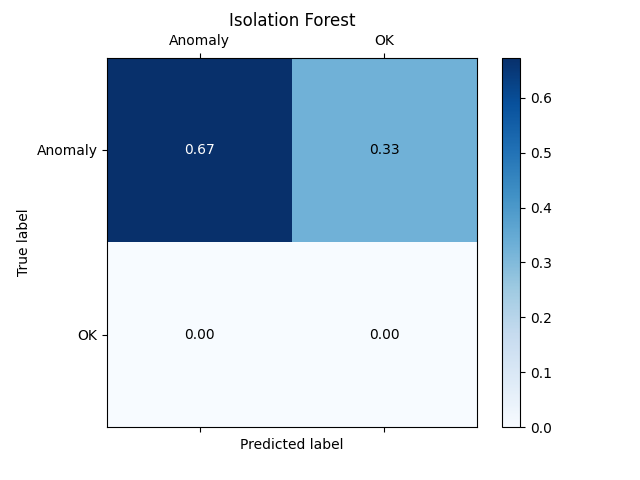 Isolation Forest
Anomaly OK
Anomaly 0.67 0.33
OK 0.00 0.00
True label
Predicted label
0.6
0.5
0.4
0.3
0.2
0.1
0.0